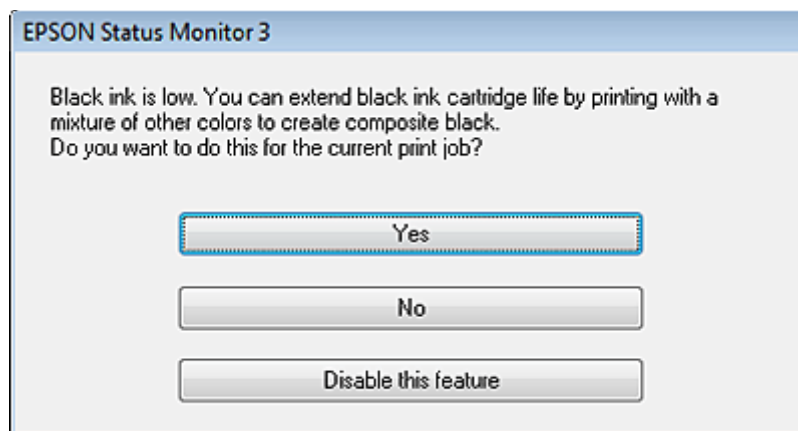 EPSON Status Monitor 3
Black ink is low. You can extend black ink cartridge life by printing with a
mixture of other colors to create composite black.
Do you want to do this for the current print job?
Yes
No
Disable this feature